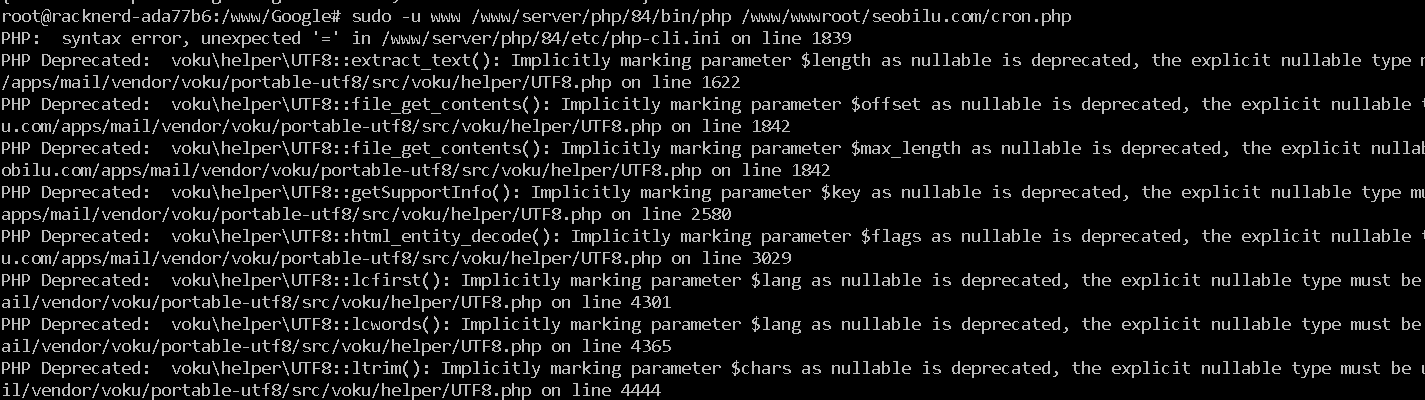 root@racknerd-ada77b6:/www/Google# sudo -u www /www/server/php/84/bin/php /www/wwwroot/seobilu.com/cron.php
PHP:  syntax error, unexpected '=' in /www/server/php/84/etc/php-cli.ini on line 1839
PHP Deprecated:  voku\helper\UTF8::extract_text(): Implicitly marking parameter $length as nullable is deprecated, the explicit nullable type
/apps/mail/vendor/voku/portable-utf8/src/voku/helper/UTF8.php on line 1622
PHP Deprecated:  voku\helper\UTF8::file_get_contents(): Implicitly marking parameter $offset as nullable is deprecated, the explicit nullable
u.com/apps/mail/vendor/voku/portable-utf8/src/voku/helper/UTF8.php on line 1842
PHP Deprecated:  voku\helper\UTF8::file_get_contents(): Implicitly marking parameter $max_length as nullable is deprecated, the explicit nullab
obilu.com/apps/mail/vendor/voku/portable-utf8/src/voku/helper/UTF8.php on line 1842
PHP Deprecated:  voku\helper\UTF8::getSupportInfo(): Implicitly marking parameter $key as nullable is deprecated, the explicit nullable type mu
apps/mail/vendor/voku/portable-utf8/src/voku/helper/UTF8.php on line 2580
PHP Deprecated:  voku\helper\UTF8::html_entity_decode(): Implicitly marking parameter $flags as nullable is deprecated, the explicit nullable
u.com/apps/mail/vendor/voku/portable-utf8/src/voku/helper/UTF8.php on line 3029
PHP Deprecated:  voku\helper\UTF8::lcfirst(): Implicitly marking parameter $lang as nullable is deprecated, the explicit nullable type must be
ail/vendor/voku/portable-utf8/src/voku/helper/UTF8.php on line 4301
PHP Deprecated:  voku\helper\UTF8::lcwords(): Implicitly marking parameter $lang as nullable is deprecated, the explicit nullable type must be
ail/vendor/voku/portable-utf8/src/voku/helper/UTF8.php on line 4365
PHP Deprecated:  voku\helper\UTF8::ltrim(): Implicitly marking parameter $chars as nullable is deprecated, the explicit nullable type must be
il/vendor/voku/portable-utf8/src/voku/helper/UTF8.php on line 4444